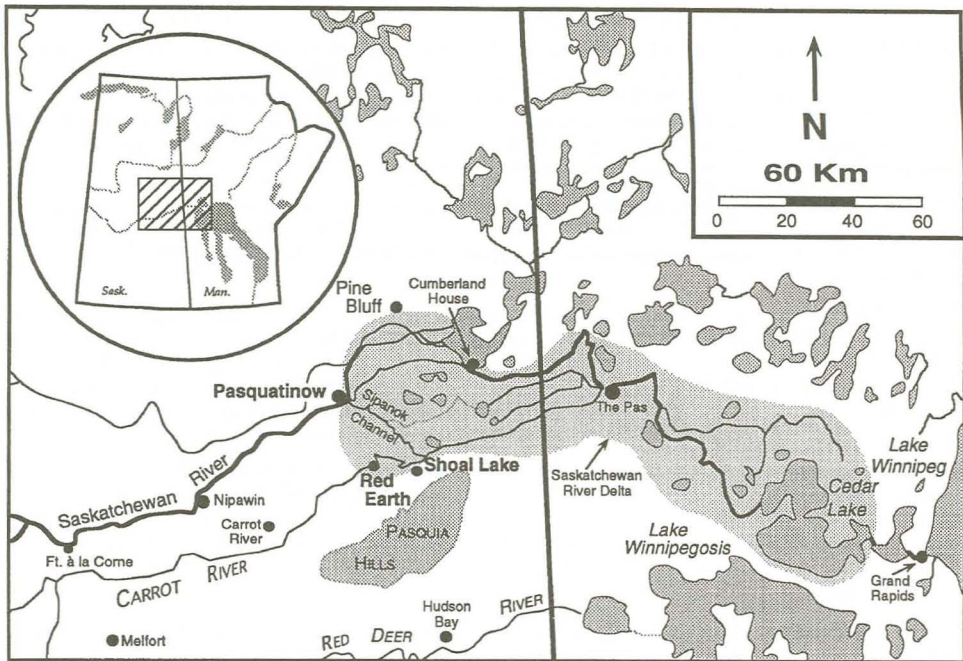 Sask.
Man.
N
60 Km
0 20 40 60
Pine
Bluff
Cumberland
House
Pasquatinow
Sipanok
Channel
The Pas
Saskatchewan
River Delta
Lake
Winnipeg
Cedar
Lake
Shoal Lake
Red
Earth
Saskatchewan River
Nipawin
Carrot
River
PASQUIA
HILLS
Lake
Winnipegosis
Grand
Rapids
Ft. à la Corne
CARROT RIVER
Hudson
Bay
Melfort
RED DEER RIVER